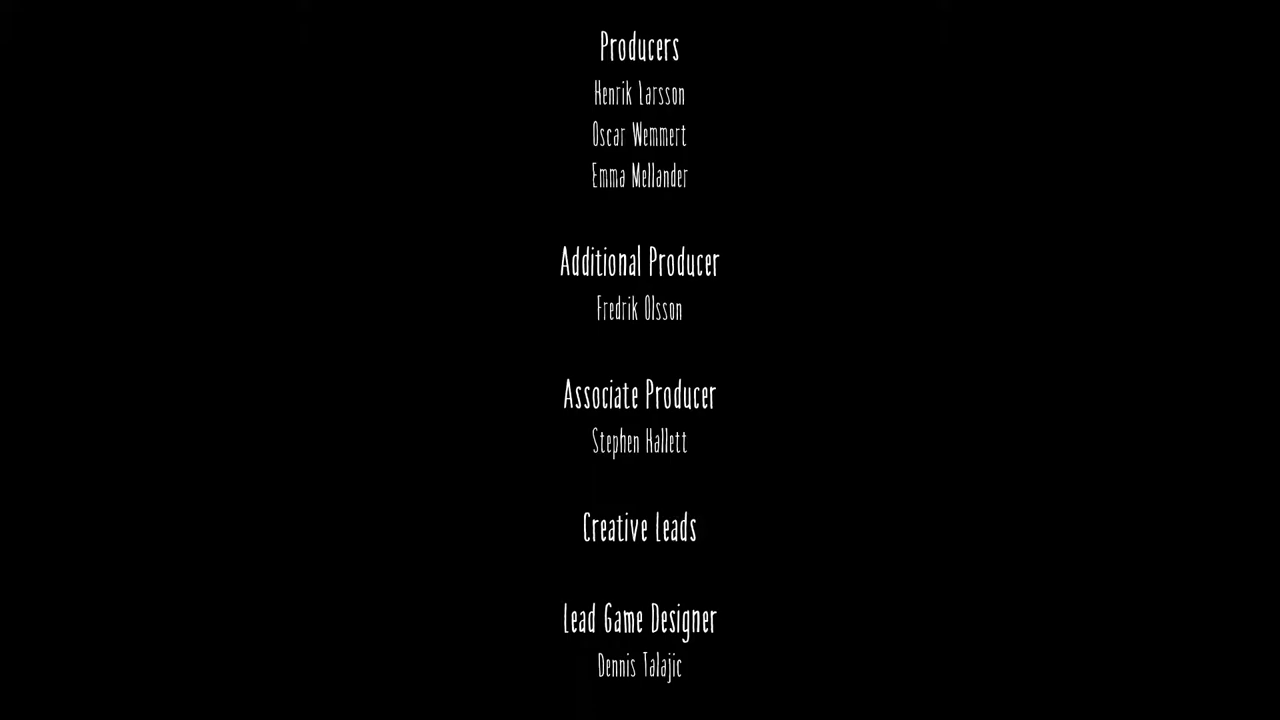 Producers
Henrik Larsson
Oscar Wemmert
Emma Mellander
Additional Producer
Fredrik Olsson
Associate Producer
Stephen Hallett
Creative Leads
Lead Game Designer
Dennis Talajic